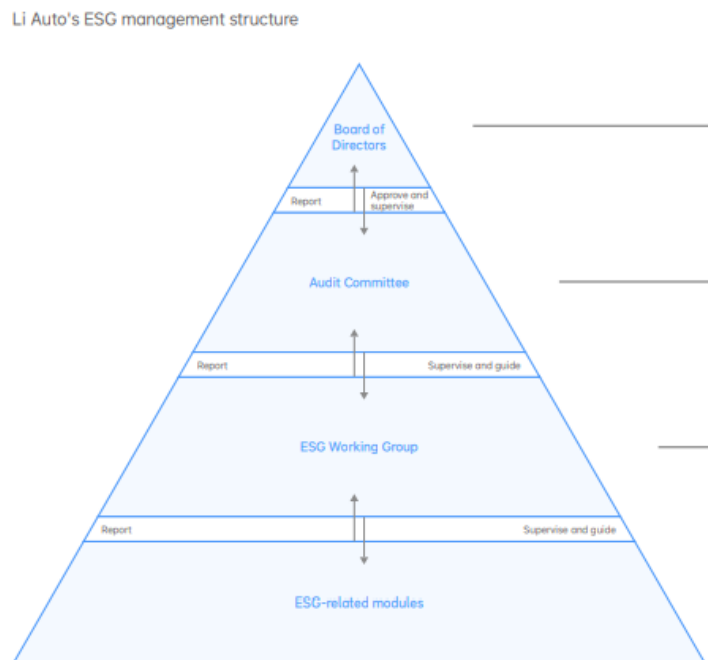 Li Auto's ESG management structure
Board of
Directors
Report
Approve and
supervise
Audit Committee
Report
Supervise and guide
ESG Working Group
Report
Supervise and guide
ESG-related modules